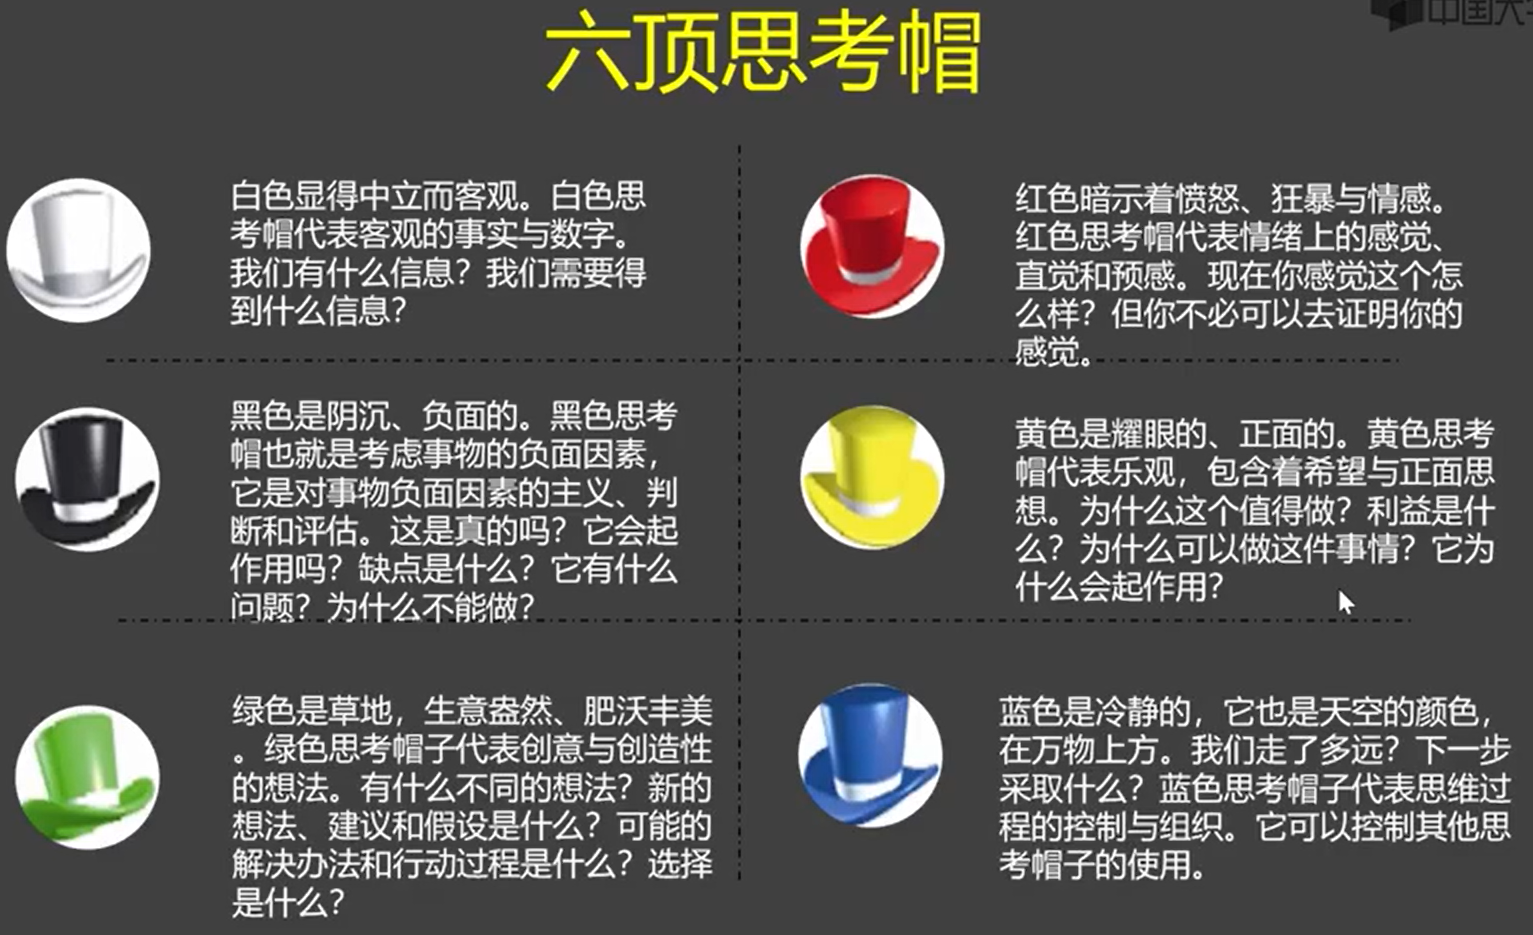 中国大
六顶思考帽
白色显得中立而客观。白色思
考帽代表客观的事实与数字。
我们有什么信息？我们需要得
到什么信息？
红色暗示着愤怒、狂暴与情感。
红色思考帽代表情绪上的感觉、
直觉和预感。现在你感觉这个怎
么样？但你不必可以去证明你的
感觉。
黑色是阴沉、负面的。黑色思考
帽也就是考虑事物的负面因素，
它是对事物负面因素的主义、判
断和评估。这是真的吗？它会起
作用吗？缺点是什么？它有什么
问题？为什么不能做？
黄色是耀眼的、正面的。黄色思考
帽代表乐观，包含着希望与正面思
想。为什么这个值得做？利益是什
么？为什么可以做这件事情？它为
什么会起作用？
绿色是草地，生意盎然、肥沃丰美
。绿色思考帽子代表创意与创造性
的想法。有什么不同的想法？新的
想法、建议和假设是什么？可能的
解决办法和行动过程是什么？选择
是什么？
蓝色是冷静的，它也是天空的颜色，
在万物上方。我们走了多远？下一步
采取什么？蓝色思考帽子代表思维过
程的控制与组织。它可以控制其他思
考帽子的使用。